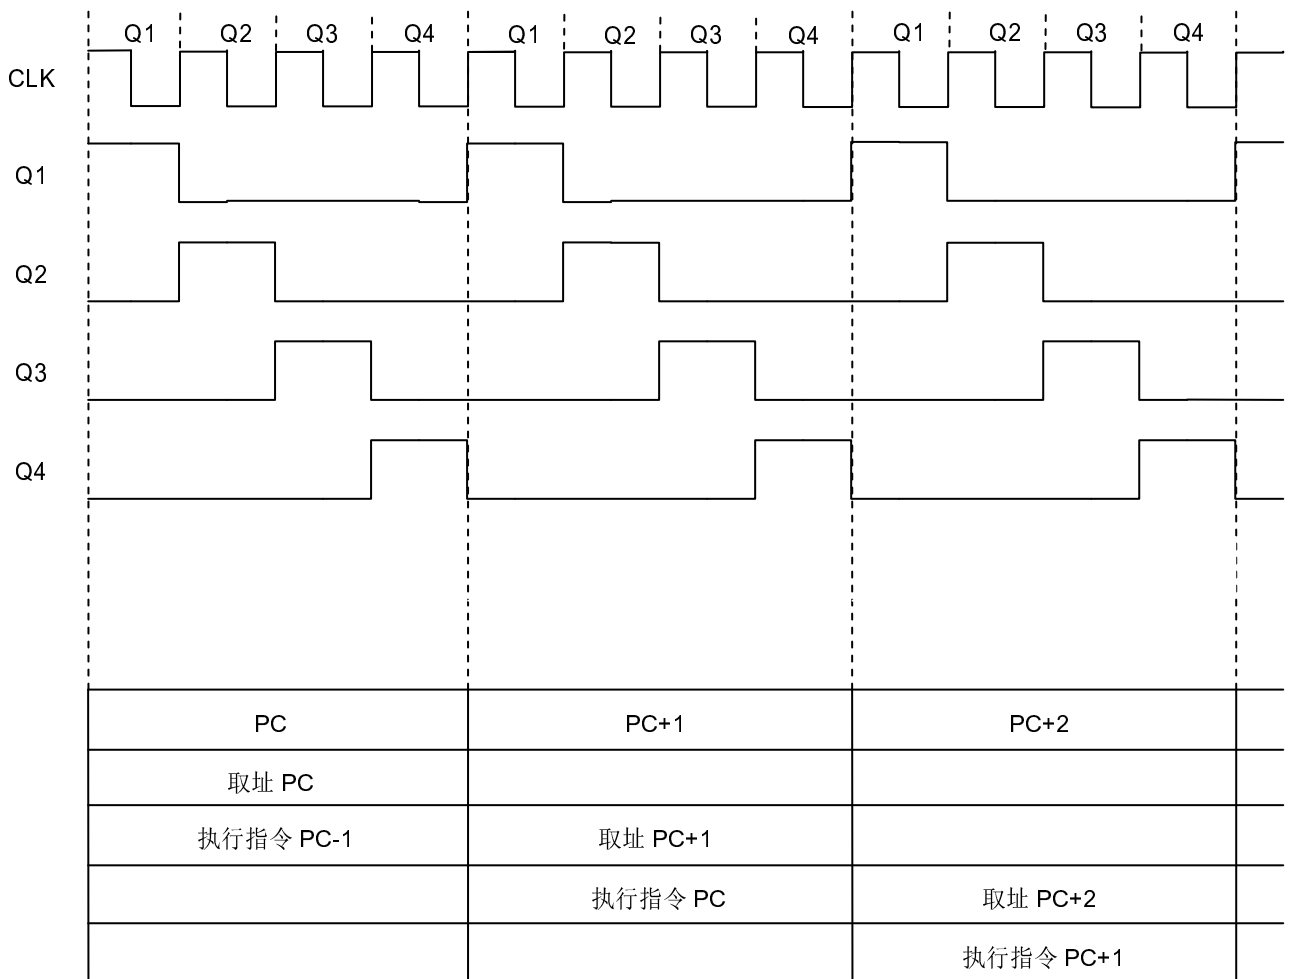 Q1 Q2 Q3 Q4 Q1 Q2 Q3 Q4 Q1 Q2 Q3 Q4
CLK
Q1
Q2
Q3
Q4
PC PC+1 PC+2
取址 PC
执行指令 PC-1 取址 PC+1
执行指令 PC 取址 PC+2
执行指令 PC+1